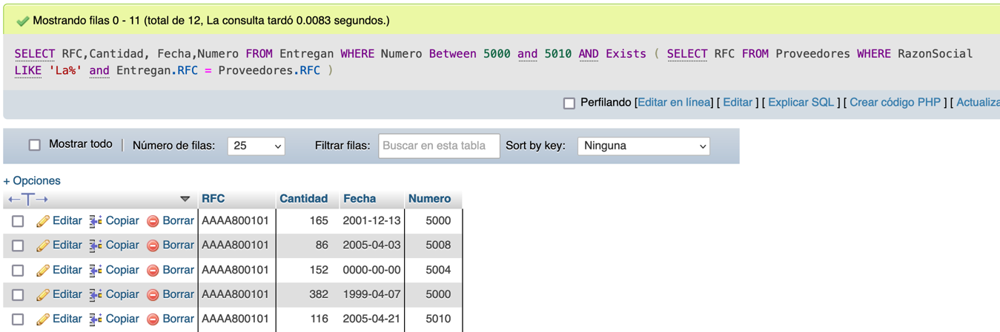 Mostrando filas 0 - 11 (total de 12, La consulta tardó 0.0083 segundos.)
SELECT RFC,Cantidad, Fecha,Numero FROM Entregan WHERE Numero Between 5000 and 5010 AND Exists ( SELECT RFC FROM Proveedores WHERE RazonSocial
LIKE 'La%' and Entregan.RFC = Proveedores.RFC )
Perfilando [Editar en línea] [ Editar ] [ Explicar SQL ] [ Crear código PHP ] [ Actualiza
Mostrar todo | Número de filas: 25 Filtrar filas: Buscar en esta tabla Sort by key: Ninguna
+ Opciones
←T→ RFC Cantidad Fecha Numero
Editar Copiar Borrar AAAA800101 165 2001-12-13 5000
Editar Copiar Borrar AAAA800101 86 2005-04-03 5008
Editar Copiar Borrar AAAA800101 152 0000-00-00 5004
Editar Copiar Borrar AAAA800101 382 1999-04-07 5000
Editar Copiar Borrar AAAA800101 116 2005-04-21 5010